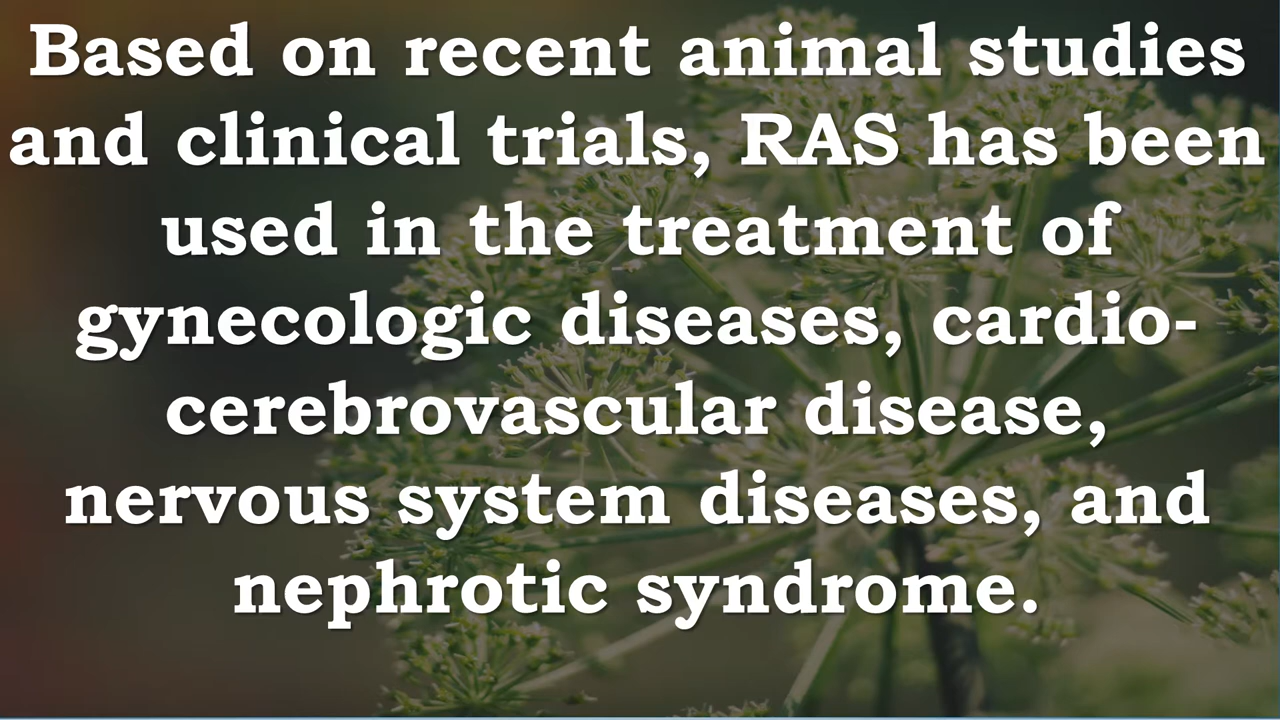 Based on recent animal studies
and clinical trials, RAS has been
used in the treatment of
gynecologic diseases, cardio-
cerebrovascular disease,
nervous system diseases, and
nephrotic syndrome.